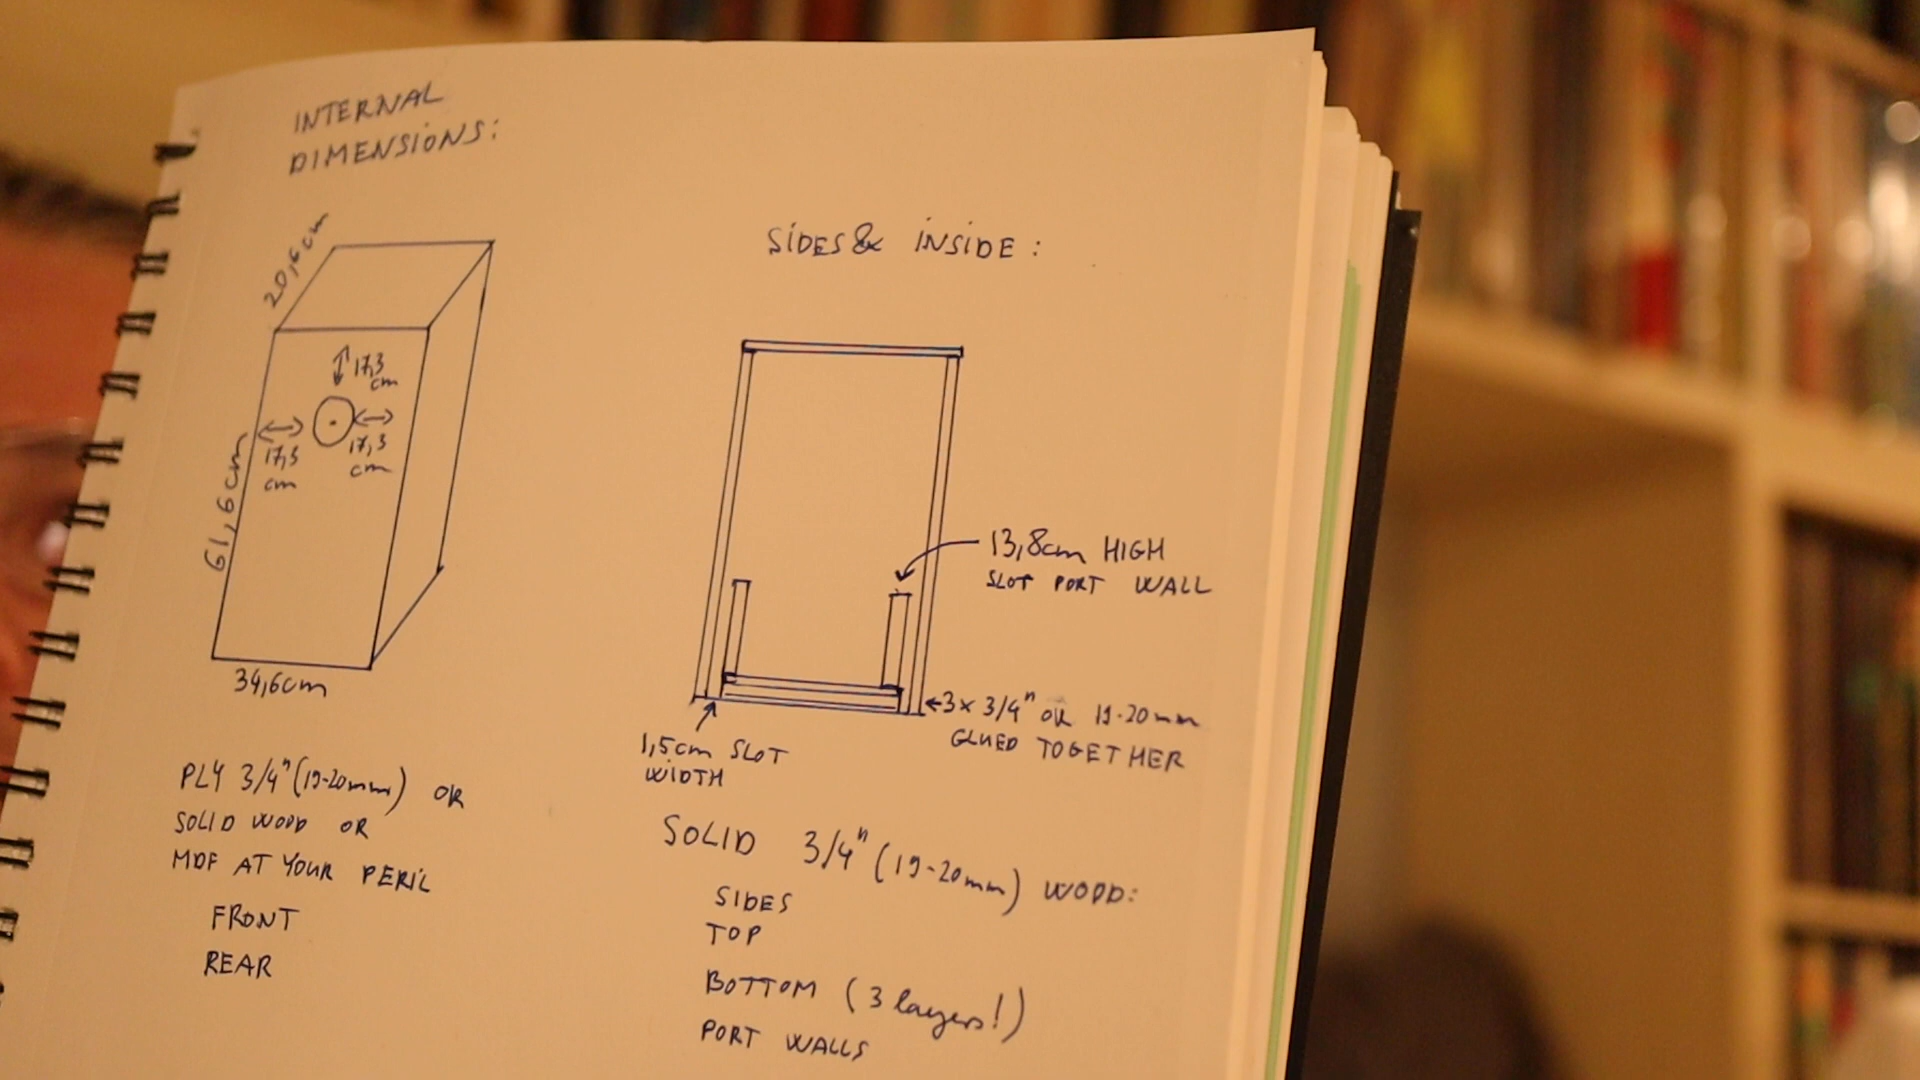 INTERNAL
DIMENSIONS:
20,6cm
17,3
cm
17,3
cm
17,3
cm
61,6cm
34,6cm
PLY 3/4" (19-20mm) OR
SOLID WOOD OR
MDF AT YOUR PERIL
FRONT
REAR
SIDES & INSIDE:
13,8cm HIGH
SLOT PORT WALL
←3x 3/4" OR 19-20mm
GLUED TOGETHER
1,5cm SLOT
WIDTH
SOLID 3/4" (19-20mm) WOOD:
SIDES
TOP
BOTTOM (3 layers!)
PORT WALLS